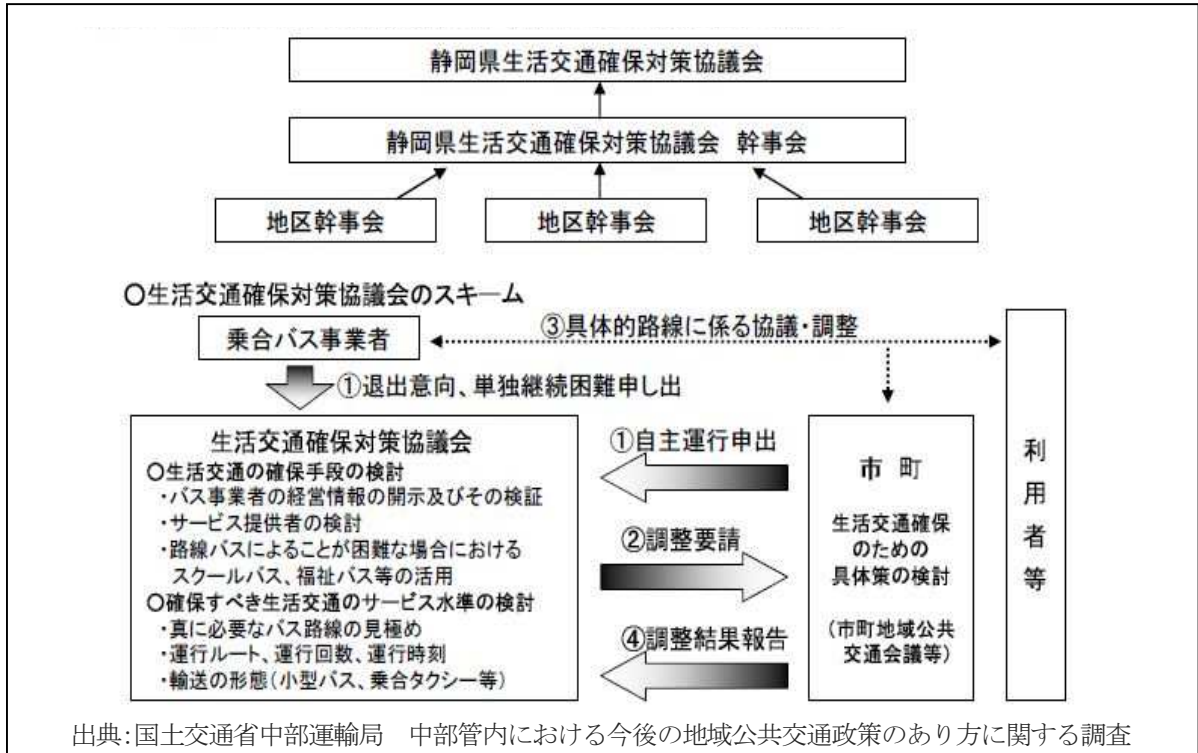 静岡県生活交通確保対策協議会
静岡県生活交通確保対策協議会 幹事会
地区幹事会
地区幹事会
地区幹事会
〇生活交通確保対策協議会のスキーム
乗合バス事業者
③具体的路線に係る協議・調整
①退出意向、単独継続困難申し出
生活交通確保対策協議会
〇生活交通の確保手段の検討
・バス事業者の経営情報の開示及びその検証
・サービス提供者の検討
・路線バスによることが困難な場合における
スクールバス、福祉バス等の活用
〇確保すべき生活交通のサービス水準の検討
・真に必要なバス路線の見極め
・運行ルート、運行回数、運行時刻
・輸送の形態(小型バス、乗合タクシー等)
①自主運行申出
②調整要請
④調整結果報告
市 町
生活交通確保
のための
具体策の検討
(市町地域公共
交通会議等)
利用者等
出典:国土交通省中部運輸局 中部管内における今後の地域公共交通政策のあり方に関する調査